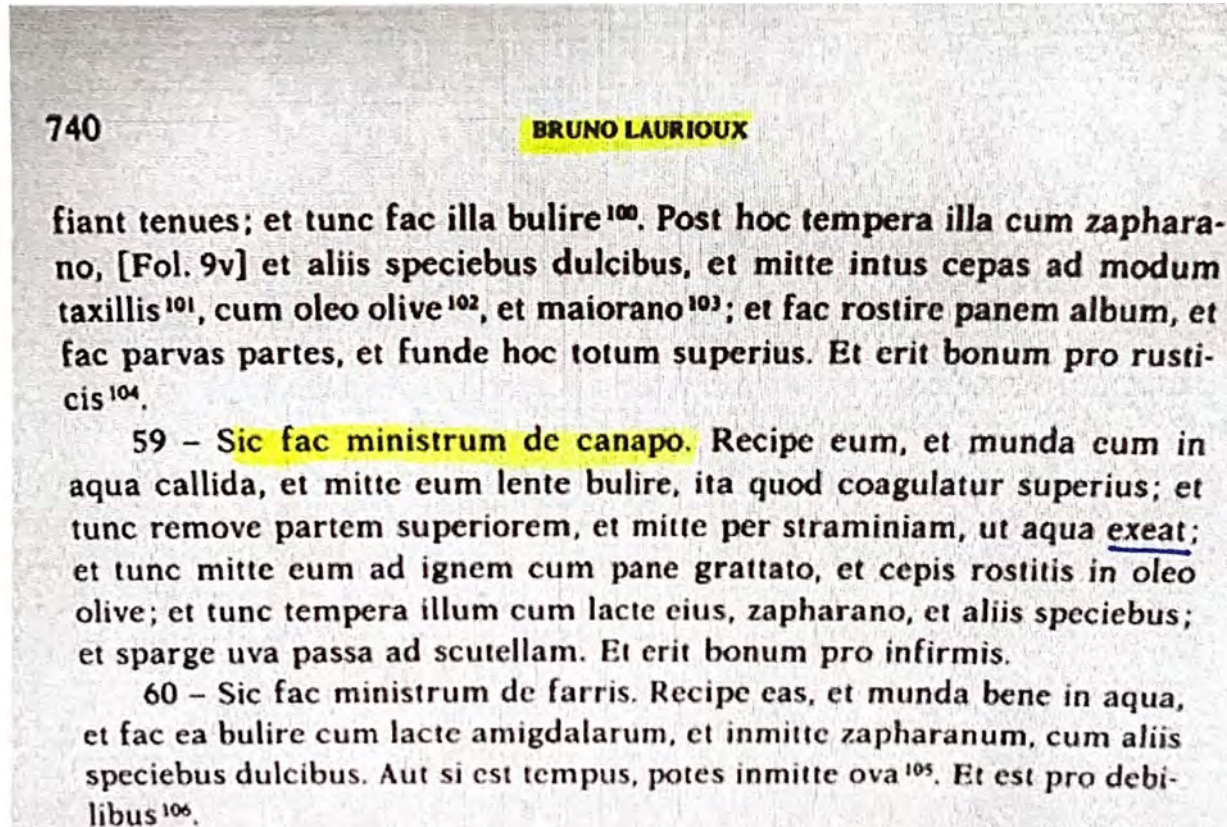 740 BRUNO LAURIOUX
fiant tenues; et tunc fac illa bulire¹⁰⁰. Post hoc tempera illa cum zaphara-
no, [Fol. 9v] et aliis speciebus dulcibus, et mitte intus cepas ad modum
taxillis¹⁰¹, cum oleo olive¹⁰², et maiorano¹⁰³; et fac rostire panem album, et
fac parvas partes, et funde hoc totum superius. Et erit bonum pro rusti-
cis¹⁰⁴.
59 – Sic fac ministrum de canapo. Recipe eum, et munda eum in
aqua callida, et mitte eum lente bulire, ita quod coagulatur superius; et
tunc remove partem superiorem, et mitte per straminiam, ut aqua exeat;
et tunc mitte eum ad ignem cum pane grattato, et cepis rostitis in oleo
olive; et tunc tempera illum cum lacte eius, zapharano, et aliis speciebus;
et sparge uva passa ad scutellam. Et erit bonum pro infirmis.
60 – Sic fac ministrum de farris. Recipe eas, et munda bene in aqua,
et fac ea bulire cum lacte amigdalarum, et inmitte zapharanum, cum aliis
speciebus dulcibus. Aut si est tempus, potes inmitte ova¹⁰⁵. Et est pro debi-
libus¹⁰⁶.